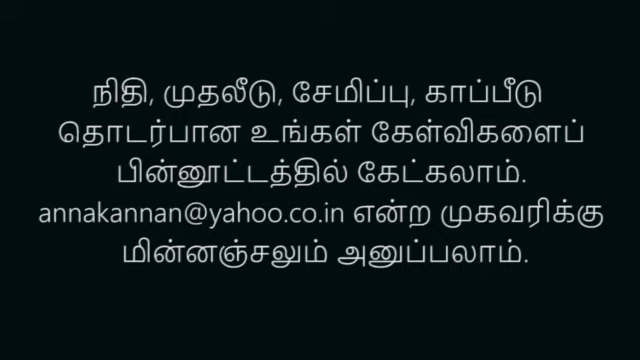 நிதி, முதலீடு, சேமிப்பு, காப்பீடு
தொடர்பான உங்கள் கேள்விகளைப்
பின்னூட்டத்தில் கேட்கலாம்.
annakannan@yahoo.co.in என்ற முகவரிக்கு
மின்னஞ்சலும் அனுப்பலாம்.